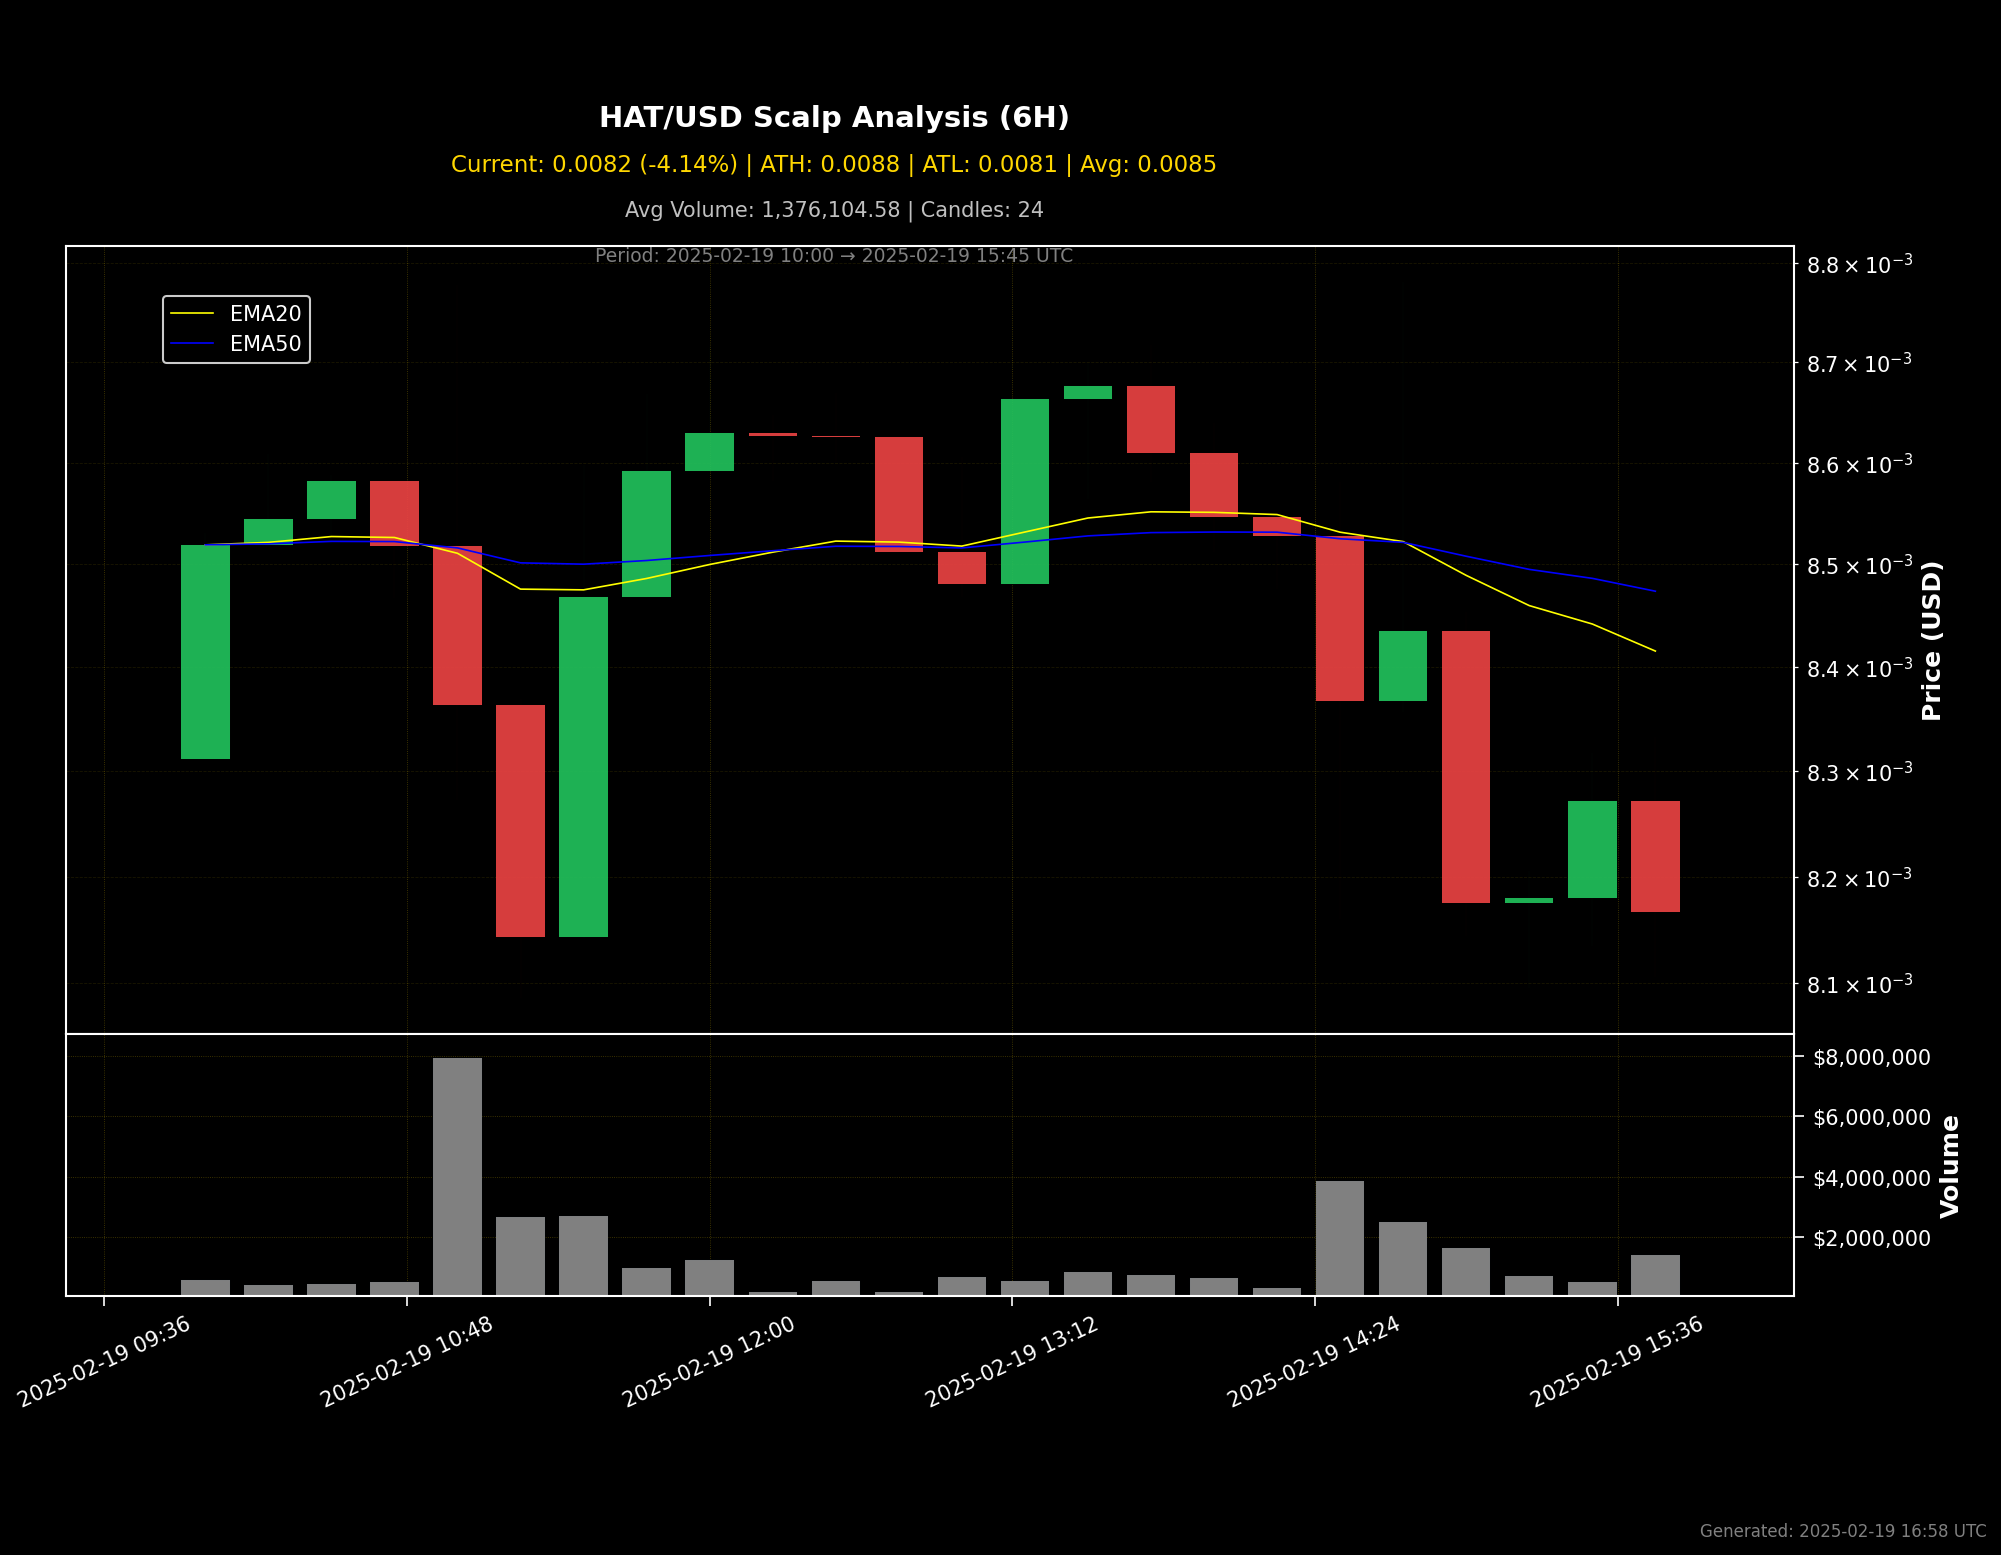 HAT/USD Scalp Analysis (6H)
Current: 0.0082 (-4.14%) | ATH: 0.0088 | ATL: 0.0081 | Avg: 0.0085
Avg Volume: 1,376,104.58 | Candles: 24
Period: 2025-02-19 10:00 → 2025-02-19 15:45 UTC
EMA20
EMA50
8.8 × 10⁻³
8.7 × 10⁻³
8.6 × 10⁻³
8.5 × 10⁻³
8.4 × 10⁻³
8.3 × 10⁻³
8.2 × 10⁻³
8.1 × 10⁻³
Price (USD)
$8,000,000
$6,000,000
$4,000,000
$2,000,000
Volume
2025-02-19 09:36
2025-02-19 10:48
2025-02-19 12:00
2025-02-19 13:12
2025-02-19 14:24
2025-02-19 15:36
Generated: 2025-02-19 16:58 UTC